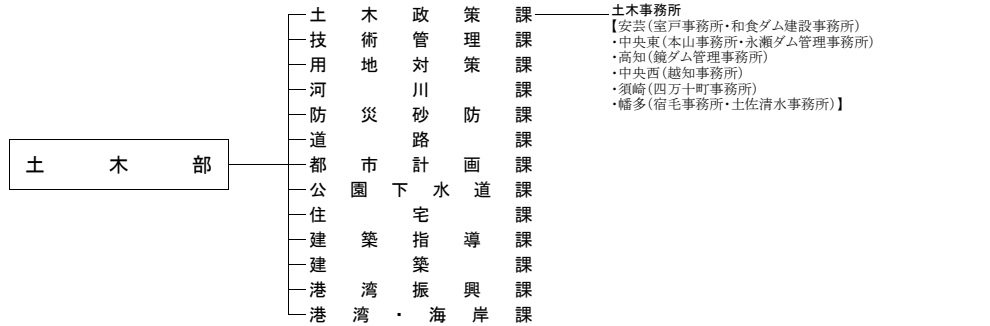 土木部
土木政策課
技術管理課
用地対策課
河川課
防災砂防課
道路課
都市計画課
公園下水道課
住宅課
建築指導課
建築課
港湾振興課
港湾・海岸課
土木事務所
【安芸(室戸事務所・和食ダム建設事務所)
・中央東(本山事務所・永瀬ダム管理事務所)
・高知(鏡ダム管理事務所)
・中央西(越知事務所)
・須崎(四万十町事務所)
・幡多(宿毛事務所・土佐清水事務所)】